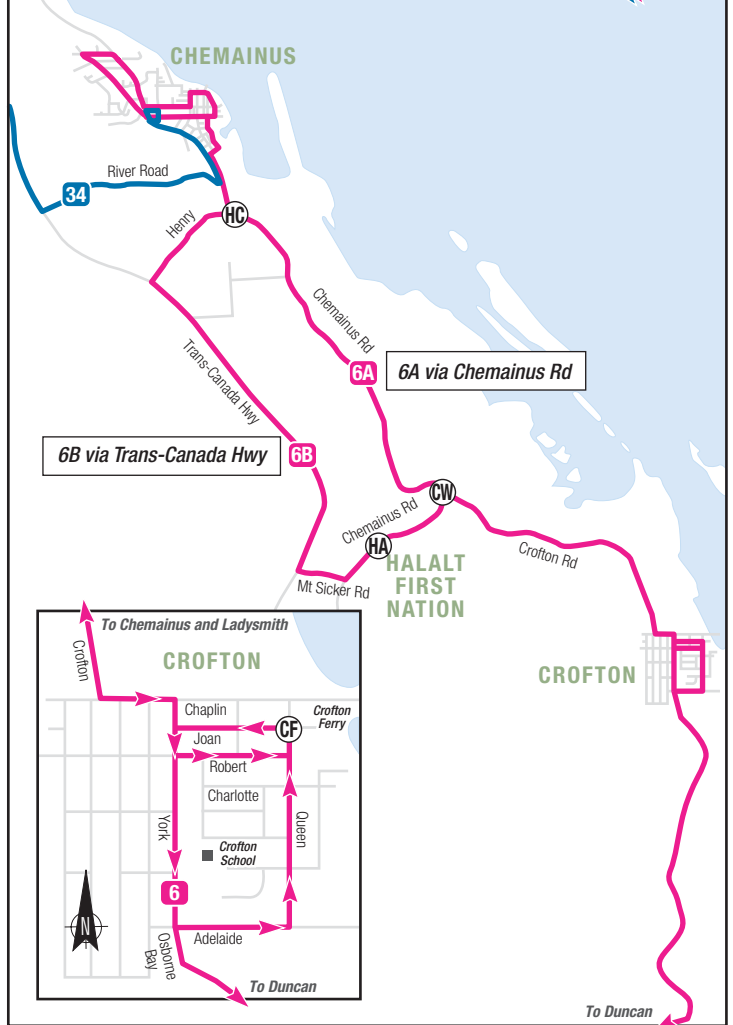 CHEMAINUS
River Road
34
Henry
HC
Chemainus Rd
Trans-Canada Hwy
6A
6A via Chemainus Rd
6B via Trans-Canada Hwy
6B
CW
Chemainus Rd
HA
Crofton Rd
HALALT
FIRST
NATION
Mt Sicker Rd
CROFTON
To Duncan
To Chemainus and Ladysmith
Crofton
CROFTON
Chaplin
Crofton
Ferry
CF
Joan
Robert
Charlotte
York
Queen
Crofton
School
6
N
Adelaide
Osborne
Bay
To Duncan